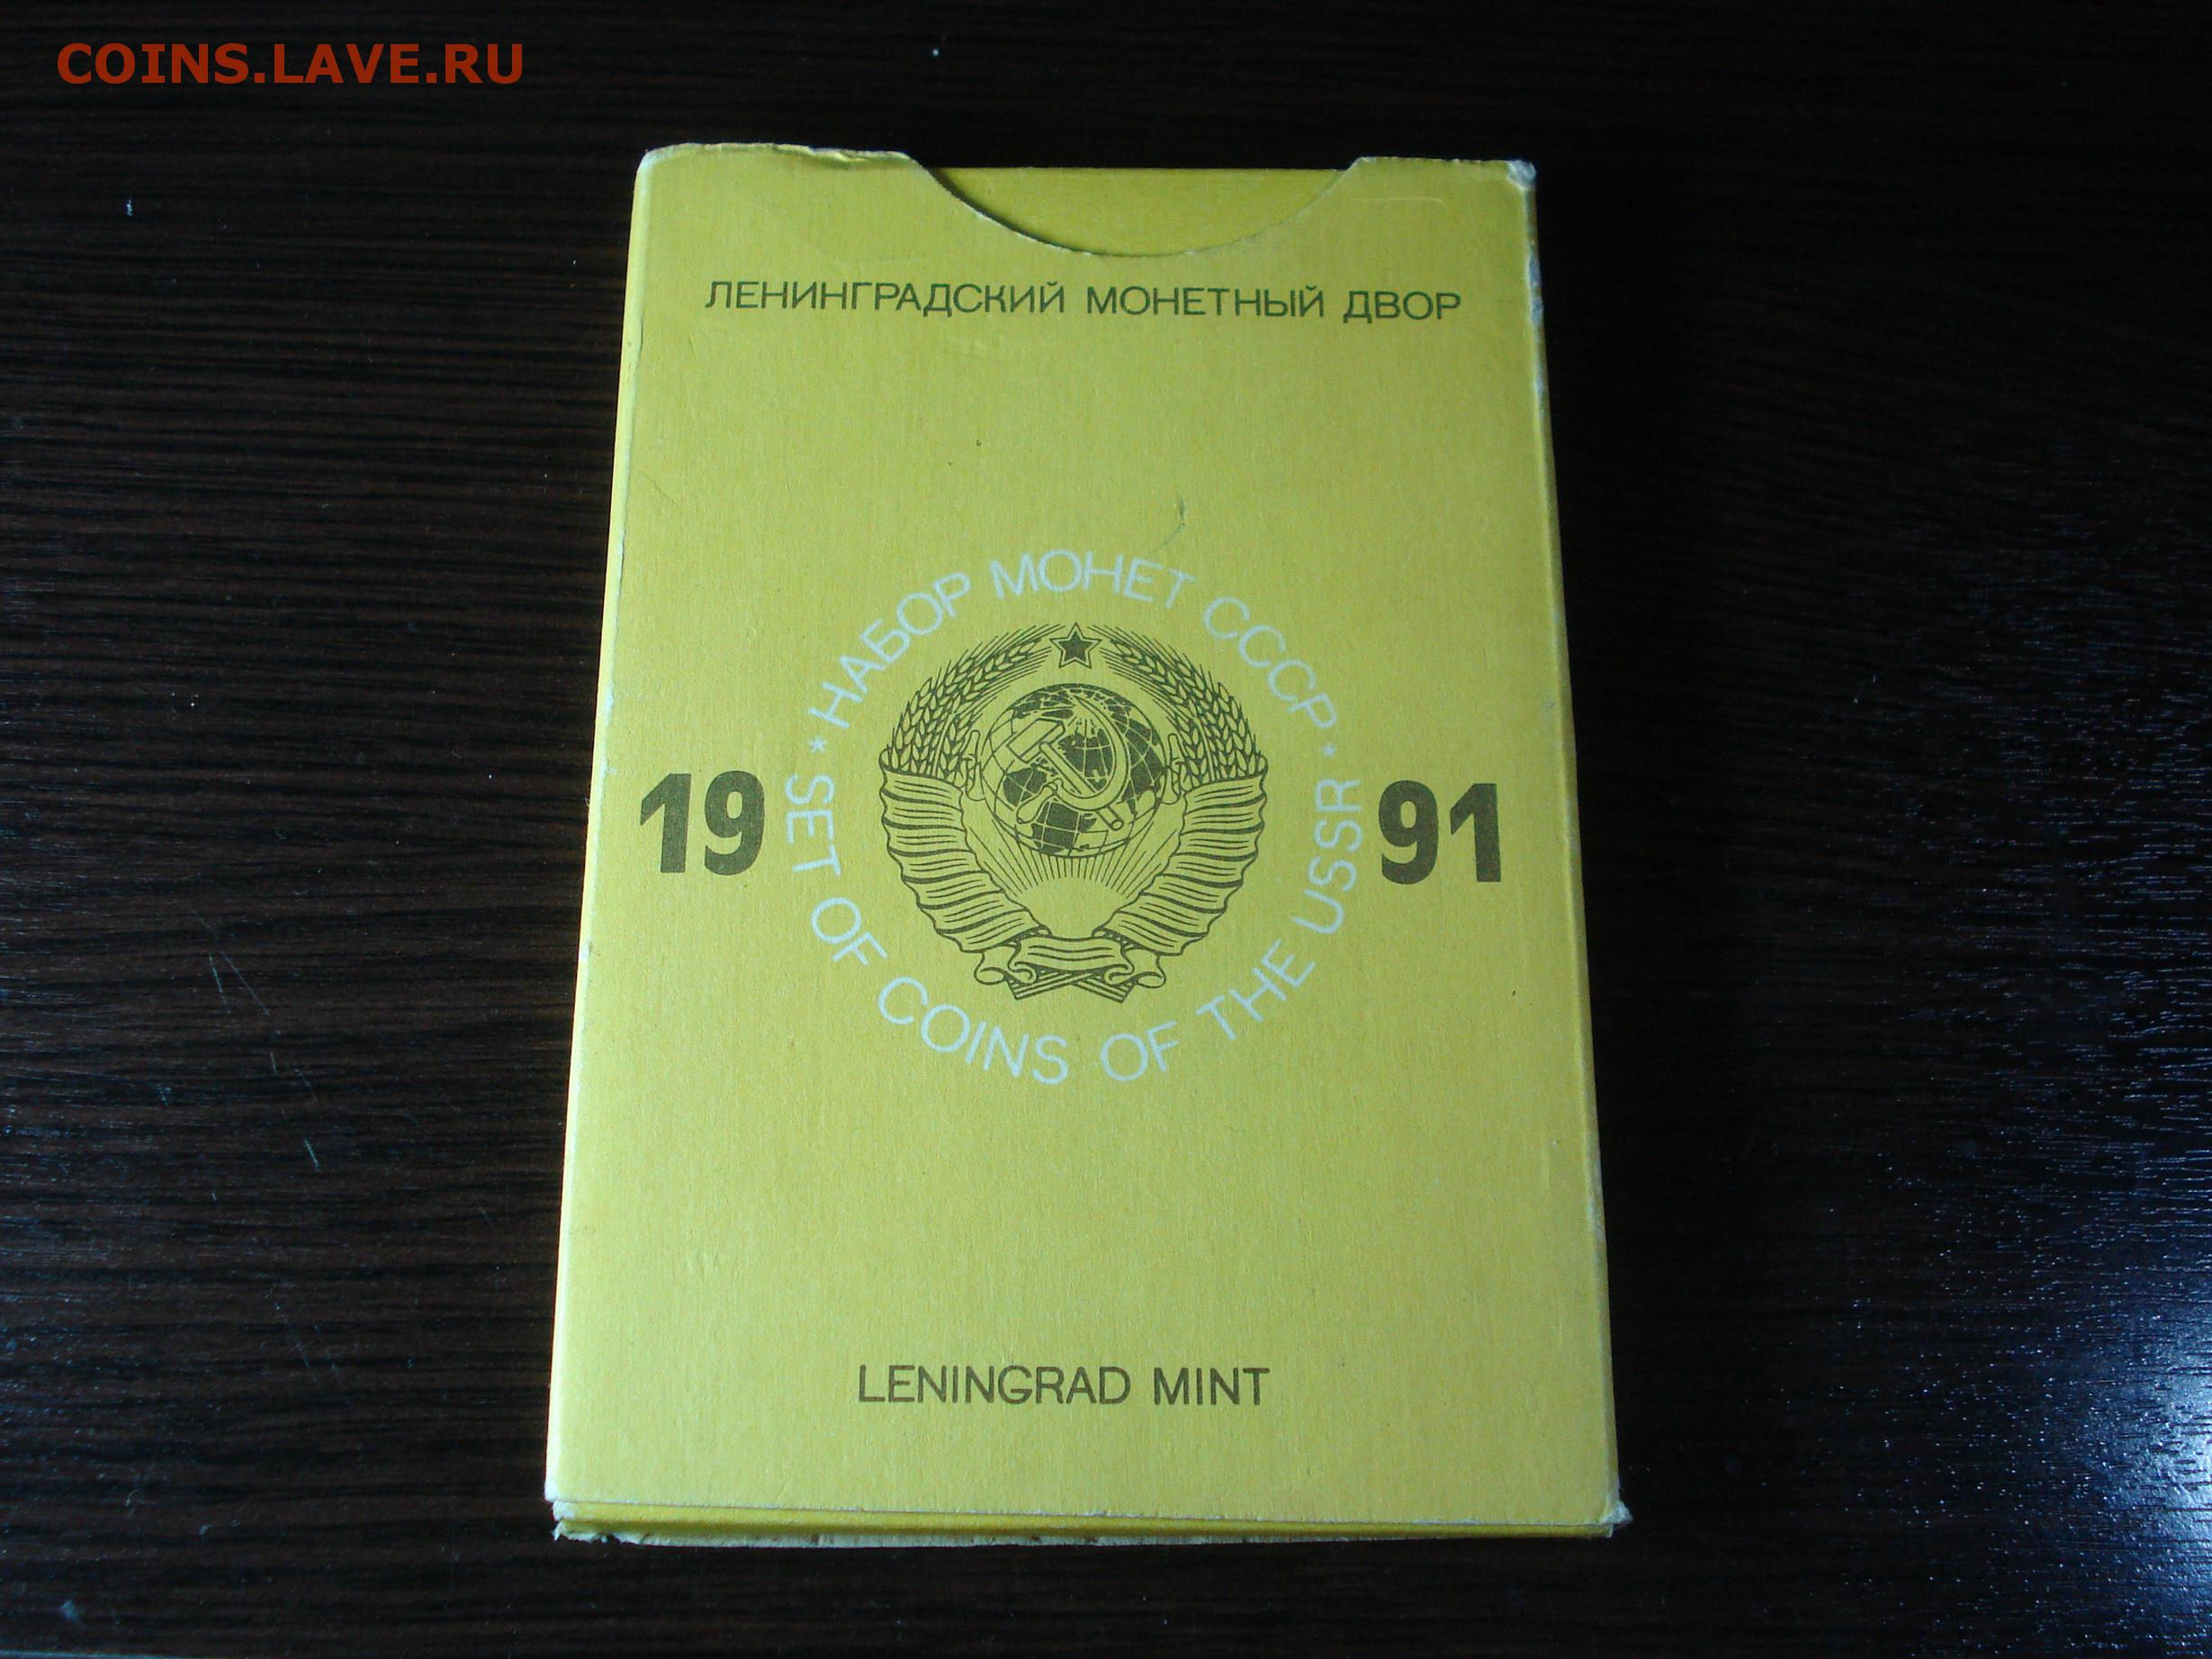 COINS.LAVE.RU
ЛЕНИНГРАДСКИЙ МОНЕТНЫЙ ДВОР
* НАБОР МОНЕТ СССР *
19
91
SET OF COINS OF THE USSR
LENINGRAD MINT